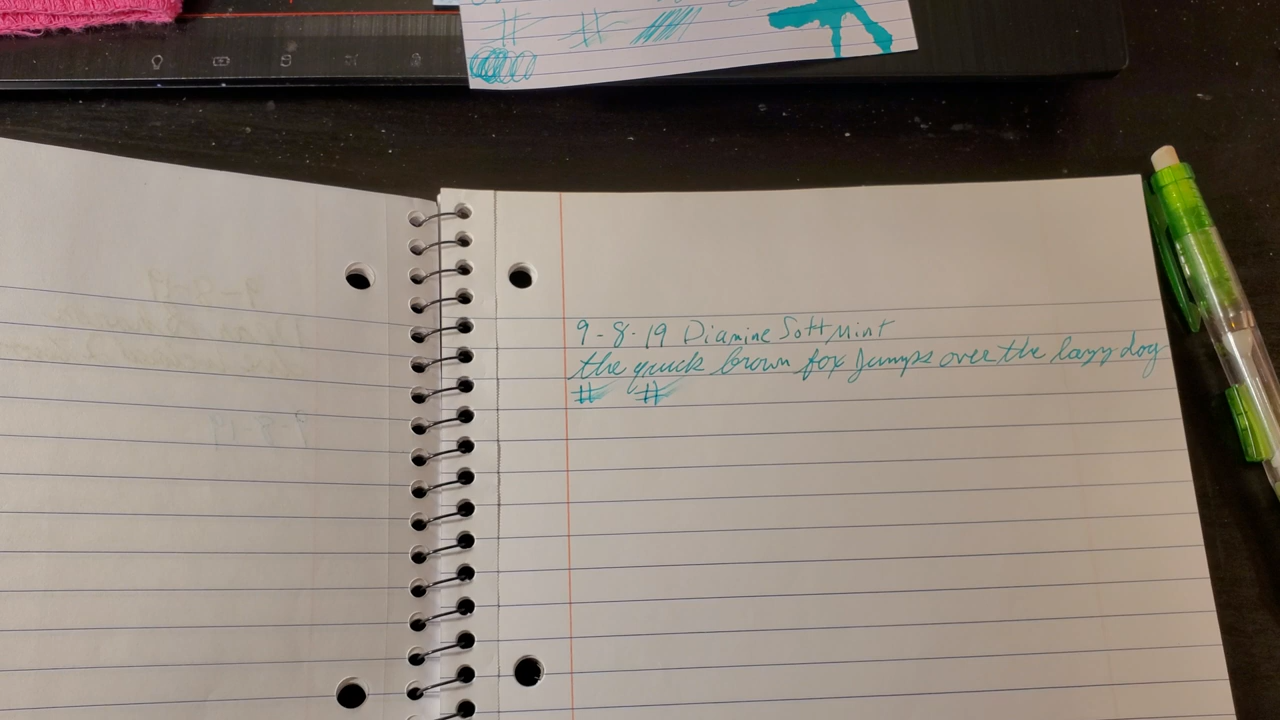 9-8-19 Diamine Soft Mint
the quick brown fox Jumps over the lazy dog
# #